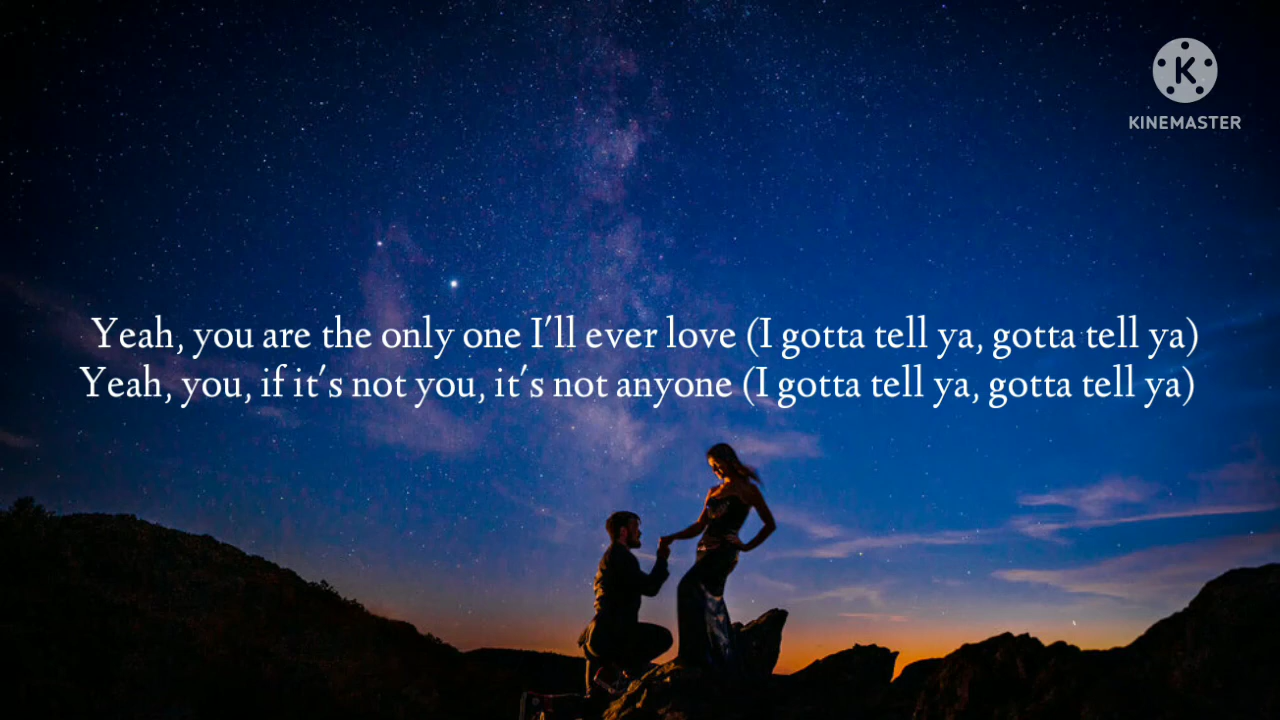 K
KINEMASTER
Yeah, you are the only one I'll ever love (I gotta tell ya, gotta tell ya)
Yeah, you, if it's not you, it's not anyone (I gotta tell ya, gotta tell ya)